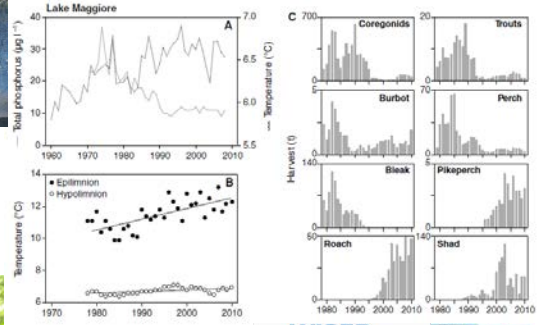 Lake Maggiore
A
Total phosphorus (µg l⁻¹)
40
30
20
10
0
7.0
6.5
6.0
5.5
Temperature (°C)
1960 1970 1980 1990 2000 2010
B
Epilimnion
Hypolimnion
Temperature (°C)
14
12
10
8
6
1970 1980 1990 2000 2010
C
Harvest (t)
700
0
Coregonids
20
0
Trouts
5
0
Burbot
70
0
Perch
140
0
Bleak
5
0
Pikeperch
50
0
Roach
140
0
Shad
1980 1990 2000 2010
1980 1990 2000 2010